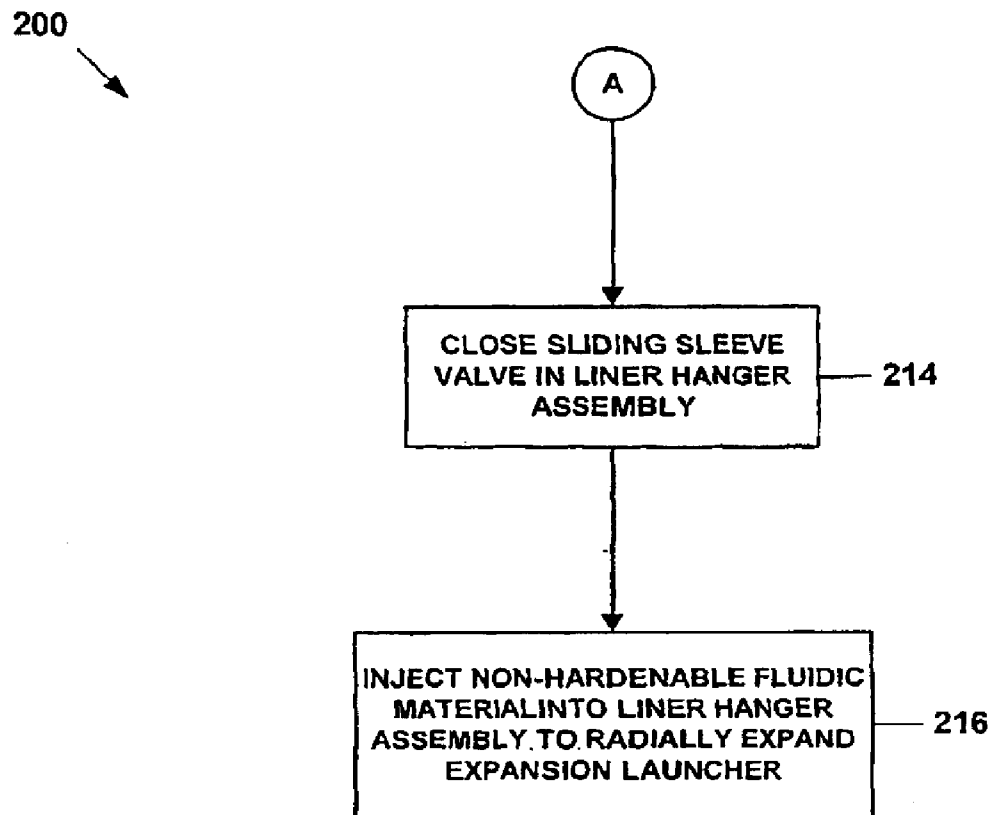 200
A
CLOSE SLIDING SLEEVE
VALVE IN LINER HANGER
ASSEMBLY
214
INJECT NON-HARDENABLE FLUIDIC
MATERIALINTO LINER HANGER
ASSEMBLY TO RADIALLY EXPAND
EXPANSION LAUNCHER
216